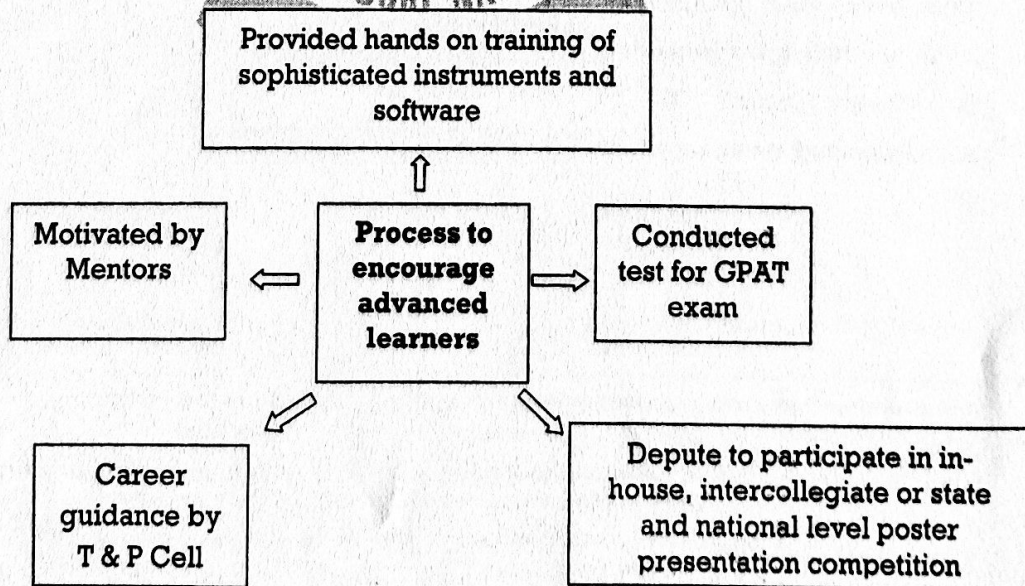 Provided hands on training of
sophisticated instruments and
software
Motivated by
Mentors
Process to
encourage
advanced
learners
Conducted
test for GPAT
exam
Career
guidance by
T & P Cell
Depute to participate in in-
house, intercollegiate or state
and national level poster
presentation competition